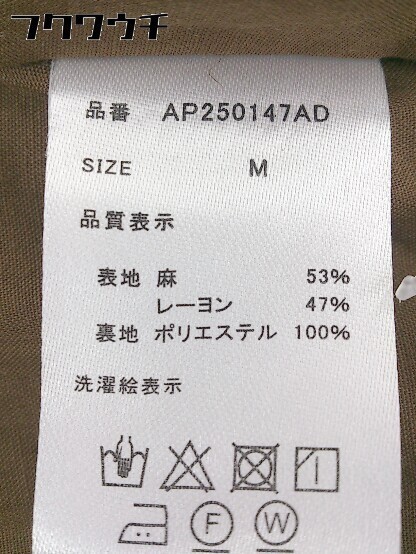 フクウチ
品番 AP250147AD
SIZE M
品質表示
表地 麻 53%
レーヨン 47%
裏地 ポリエステル 100%
洗濯絵表示
F W